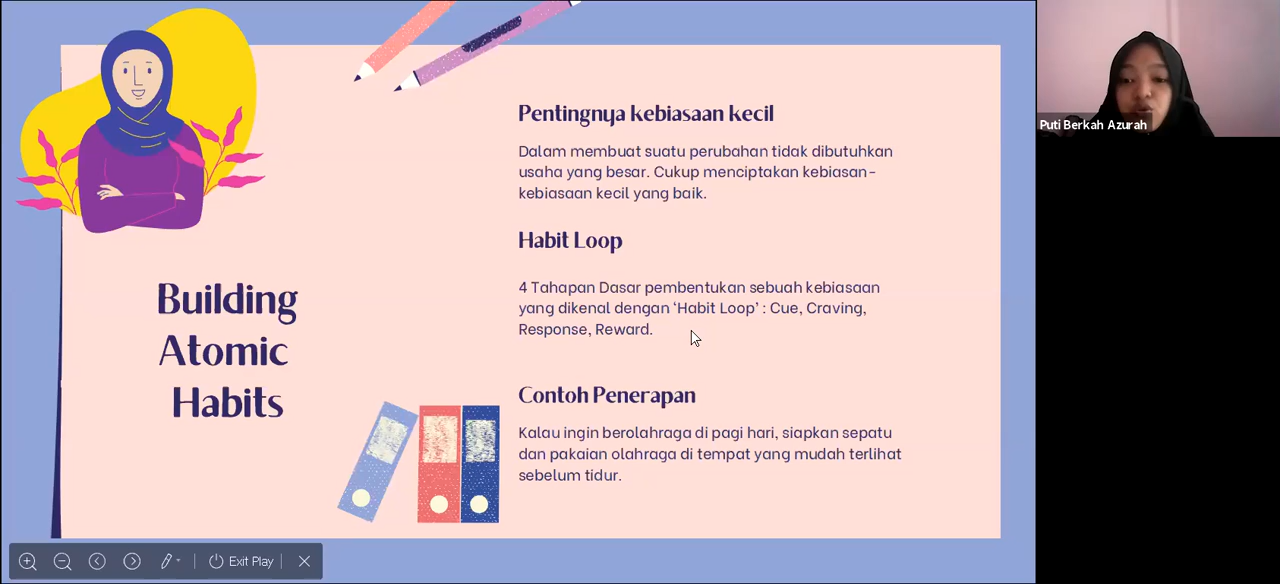 Building
Atomic
Habits
Pentingnya kebiasaan kecil
Dalam membuat suatu perubahan tidak dibutuhkan
usaha yang besar. Cukup menciptakan kebiasan-
kebiasaan kecil yang baik.
Habit Loop
4 Tahapan Dasar pembentukan sebuah kebiasaan
yang dikenal dengan ‘Habit Loop’ : Cue, Craving,
Response, Reward.
Contoh Penerapan
Kalau ingin berolahraga di pagi hari, siapkan sepatu
dan pakaian olahraga di tempat yang mudah terlihat
sebelum tidur.
Exit Play
Puti Berkah Azurah